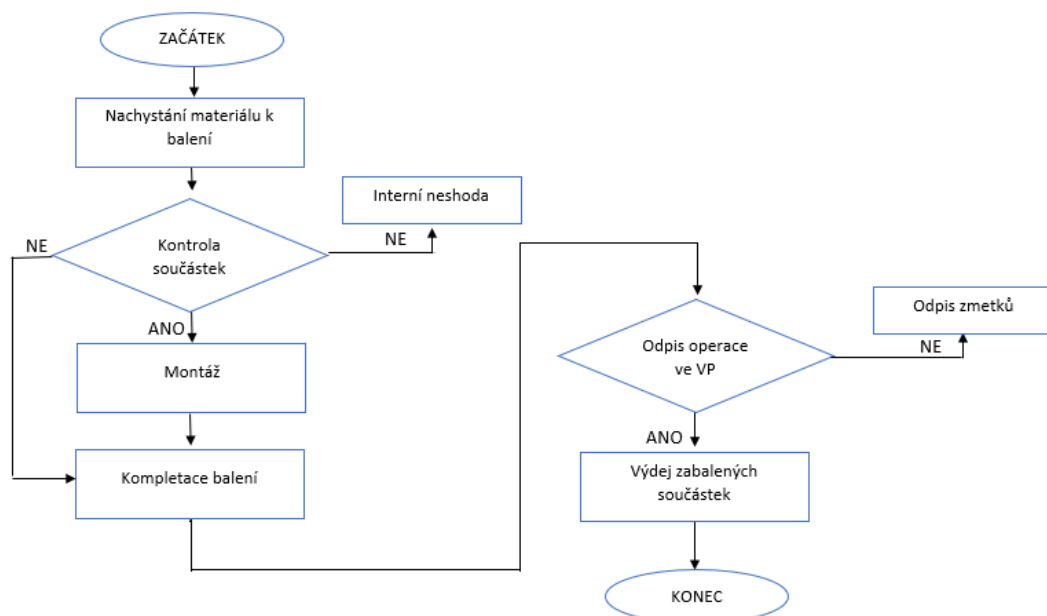 ZAČÁTEK
Nachystání materiálu k
balení
Interní neshoda
NE
NE
Kontrola
součástek
ANO
Montáž
Kompletace balení
Odpis zmetků
NE
Odpis operace
ve VP
ANO
Výdej zabalených
součástek
KONEC